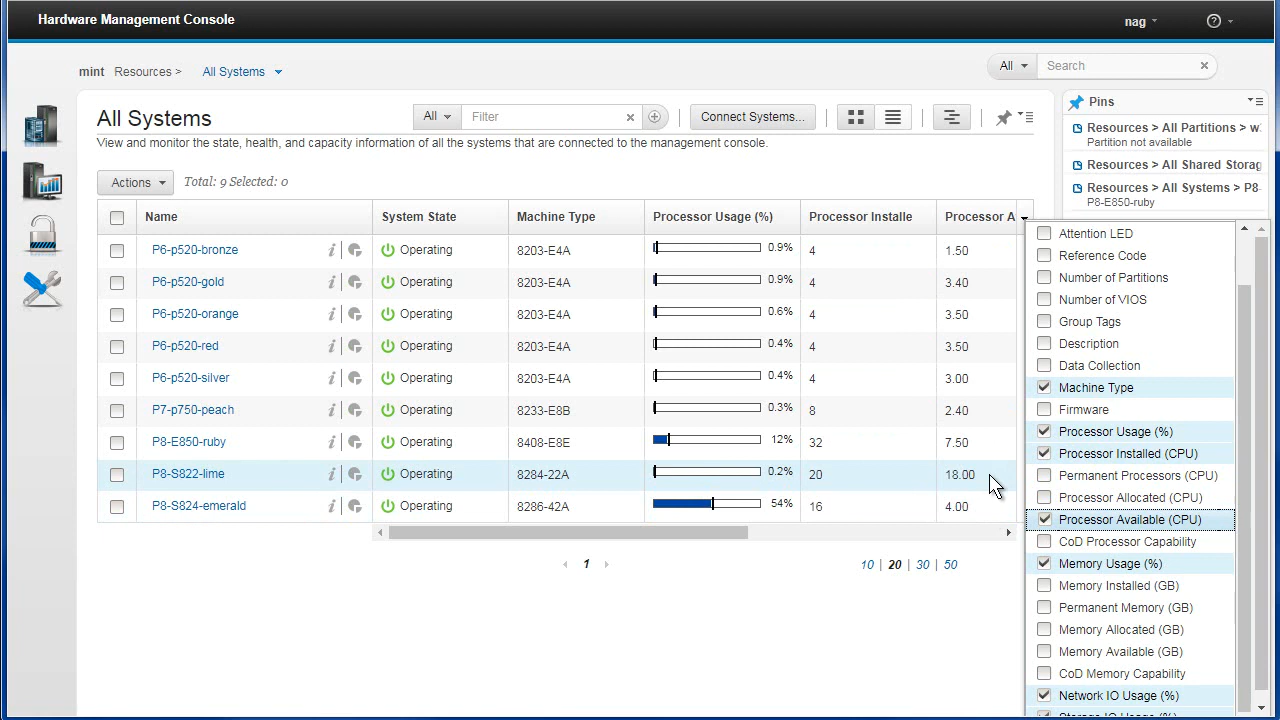 Hardware Management Console
nag
mint Resources > All Systems
All Search
All Systems
All Filter Connect Systems...
View and monitor the state, health, and capacity information of all the systems that are connected to the management console.
Actions Total: 9 Selected: 0
Name System State Machine Type Processor Usage (%) Processor Installe Processor A
P6-p520-bronze Operating 8203-E4A 0.9% 4 1.50
P6-p520-gold Operating 8203-E4A 0.9% 4 3.40
P6-p520-orange Operating 8203-E4A 0.6% 4 3.50
P6-p520-red Operating 8203-E4A 0.4% 4 3.50
P6-p520-silver Operating 8203-E4A 0.4% 4 3.00
P7-p750-peach Operating 8233-E8B 0.3% 8 2.40
P8-E850-ruby Operating 8408-E8E 12% 32 7.50
P8-S822-lime Operating 8284-22A 0.2% 20 18.00
P8-S824-emerald Operating 8286-42A 54% 16 4.00
1
10 | 20 | 30 | 50
Pins
Resources > All Partitions >
Partition not available
Resources > All Shared Storag
Resources > All Systems > P8-
P8-E850-ruby
Attention LED
Reference Code
Number of Partitions
Number of VIOS
Group Tags
Description
Data Collection
Machine Type
Firmware
Processor Usage (%)
Processor Installed (CPU)
Permanent Processors (CPU)
Processor Allocated (CPU)
Processor Available (CPU)
CoD Processor Capability
Memory Usage (%)
Memory Installed (GB)
Permanent Memory (GB)
Memory Allocated (GB)
Memory Available (GB)
CoD Memory Capability
Network IO Usage (%)